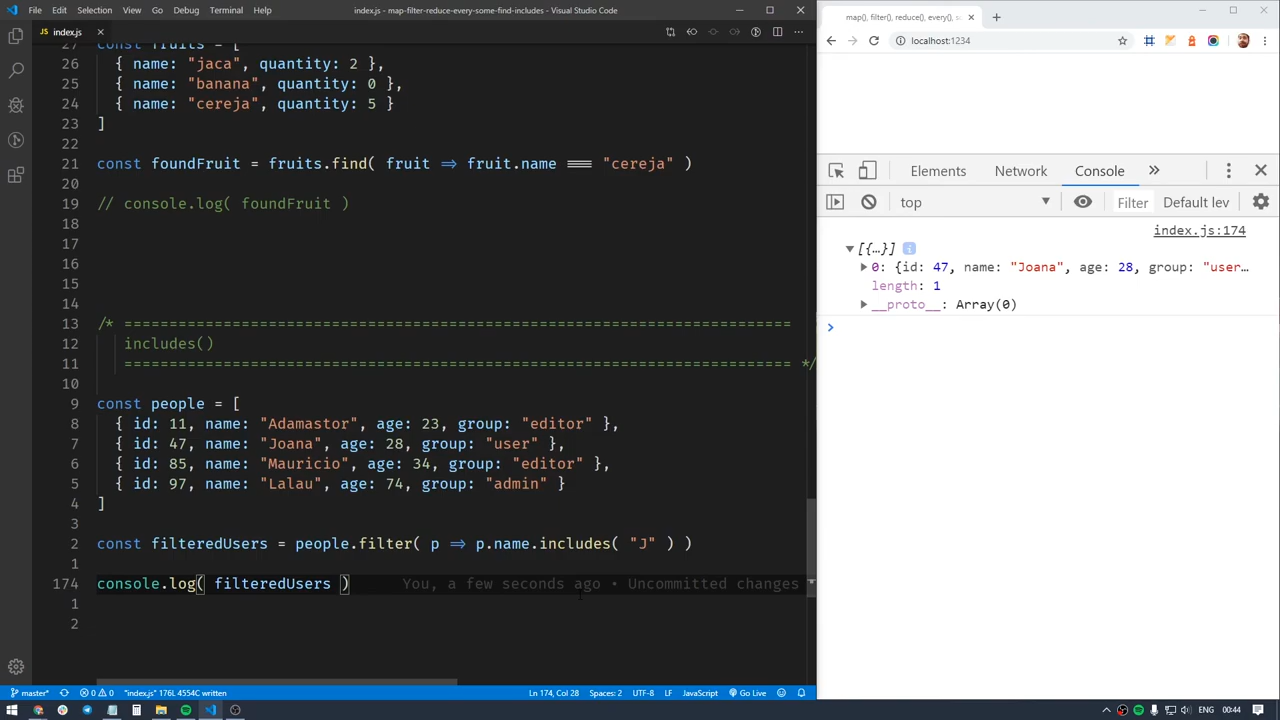 File Edit Selection View Go Debug Terminal Help
index.js - map-filter-reduce-every-some-find-includes - Visual Studio Code
JS index.js
27 const fruits = [
26 { name: "jaca", quantity: 2 },
25 { name: "banana", quantity: 0 },
24 { name: "cereja", quantity: 5 }
23 ]
22
21 const foundFruit = fruits.find( fruit => fruit.name === "cereja" )
20
19 // console.log( foundFruit )
18
17
16
15
14
13 /* ==========================================================================
12 includes()
11 ========================================================================== */
10
9 const people = [
8 { id: 11, name: "Adamastor", age: 23, group: "editor" },
7 { id: 47, name: "Joana", age: 28, group: "user" },
6 { id: 85, name: "Mauricio", age: 34, group: "editor" },
5 { id: 97, name: "Lalau", age: 74, group: "admin" }
4 ]
3
2 const filteredUsers = people.filter( p => p.name.includes( "J" ) )
1
174 console.log( filteredUsers ) You, a few seconds ago • Uncommitted changes
1
2
master* 0 0 "index.js" 176L 4554C written
Ln 174, Col 28 Spaces: 2 UTF-8 LF JavaScript Go Live
map(), filter(), reduce(), every(), so
localhost:1234
Elements Network Console »
top Filter Default lev
index.js:174
[{…}]
0: {id: 47, name: "Joana", age: 28, group: "user…
length: 1
__proto__: Array(0)
ENG 00:44